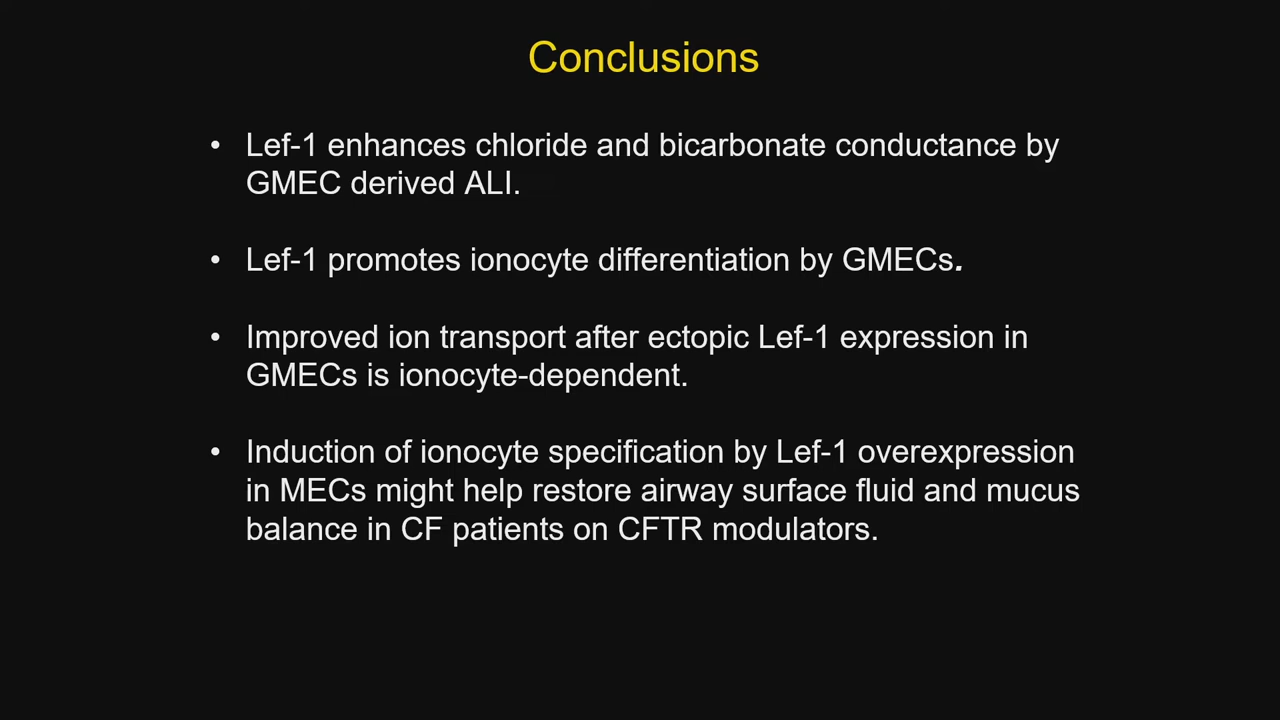 Conclusions
• Lef-1 enhances chloride and bicarbonate conductance by
GMEC derived ALI.
• Lef-1 promotes ionocyte differentiation by GMECs.
• Improved ion transport after ectopic Lef-1 expression in
GMECs is ionocyte-dependent.
• Induction of ionocyte specification by Lef-1 overexpression
in MECs might help restore airway surface fluid and mucus
balance in CF patients on CFTR modulators.